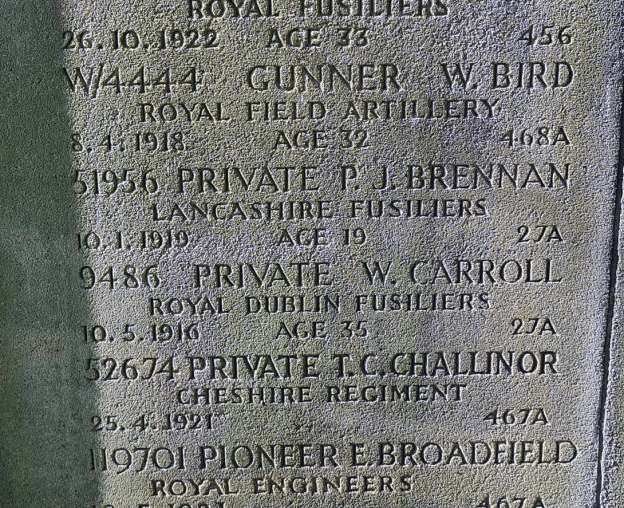 ROYAL FUSILIERS
26.10.1922 AGE 33 456
W/4444 GUNNER W. BIRD
ROYAL FIELD ARTILLERY
8.4.1918 AGE 32 468A
51956 PRIVATE P. J. BRENNAN
LANCASHIRE FUSILIERS
10.1.1919 AGE 19 27A
9486 PRIVATE W. CARROLL
ROYAL DUBLIN FUSILIERS
10.5.1916 AGE 35 27A
52674 PRIVATE T.C.CHALLINOR
CHESHIRE REGIMENT
25.4.1921 467A
119701 PIONEER E.BROADFIELD
ROYAL ENGINEERS
467A